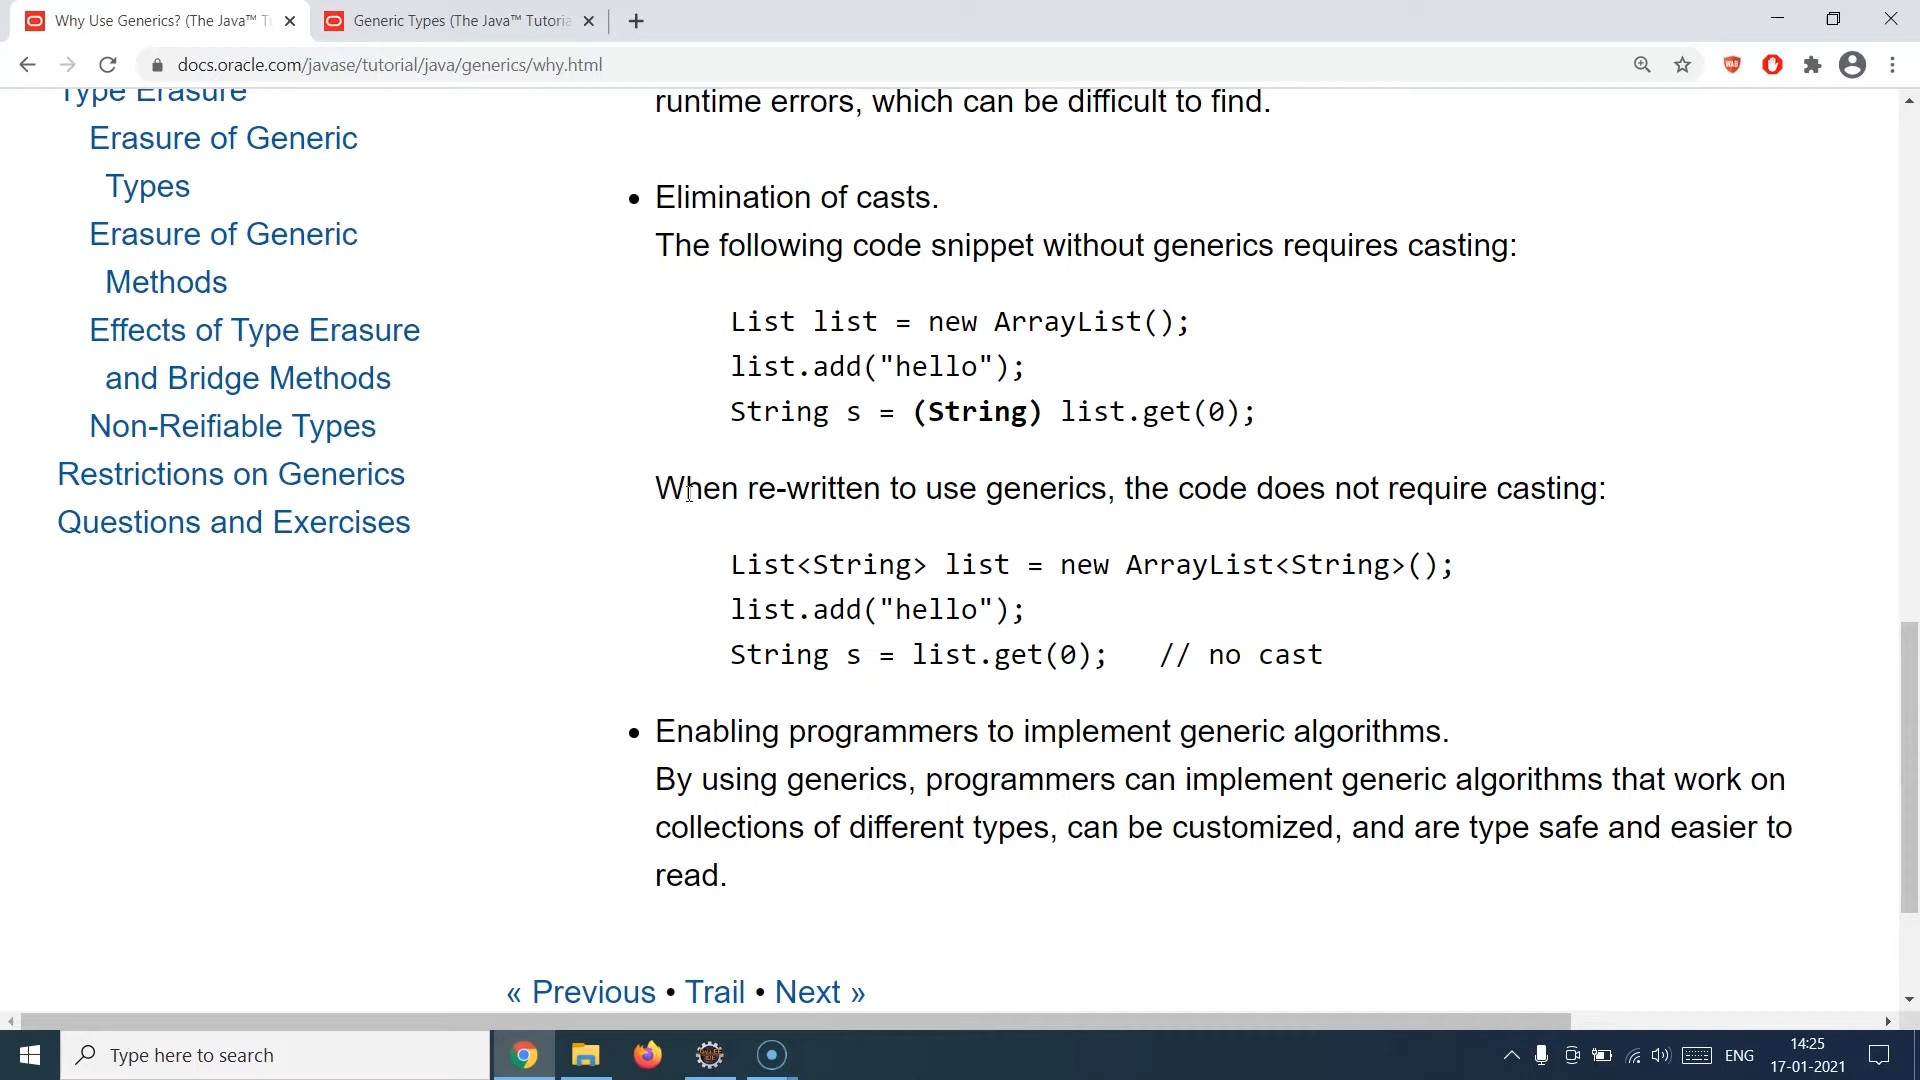 Why Use Generics? (The Java™ T
Generic Types (The Java™ Tutoria
docs.oracle.com/javase/tutorial/java/generics/why.html
Type Erasure
Erasure of Generic
Types
Erasure of Generic
Methods
Effects of Type Erasure
and Bridge Methods
Non-Reifiable Types
Restrictions on Generics
Questions and Exercises
runtime errors, which can be difficult to find.
• Elimination of casts.
The following code snippet without generics requires casting:
List list = new ArrayList();
list.add("hello");
String s = (String) list.get(0);
When re-written to use generics, the code does not require casting:
List<String> list = new ArrayList<String>();
list.add("hello");
String s = list.get(0);   // no cast
• Enabling programmers to implement generic algorithms.
By using generics, programmers can implement generic algorithms that work on
collections of different types, can be customized, and are type safe and easier to
read.
« Previous • Trail • Next »
Type here to search
ENG
14:25
17-01-2021